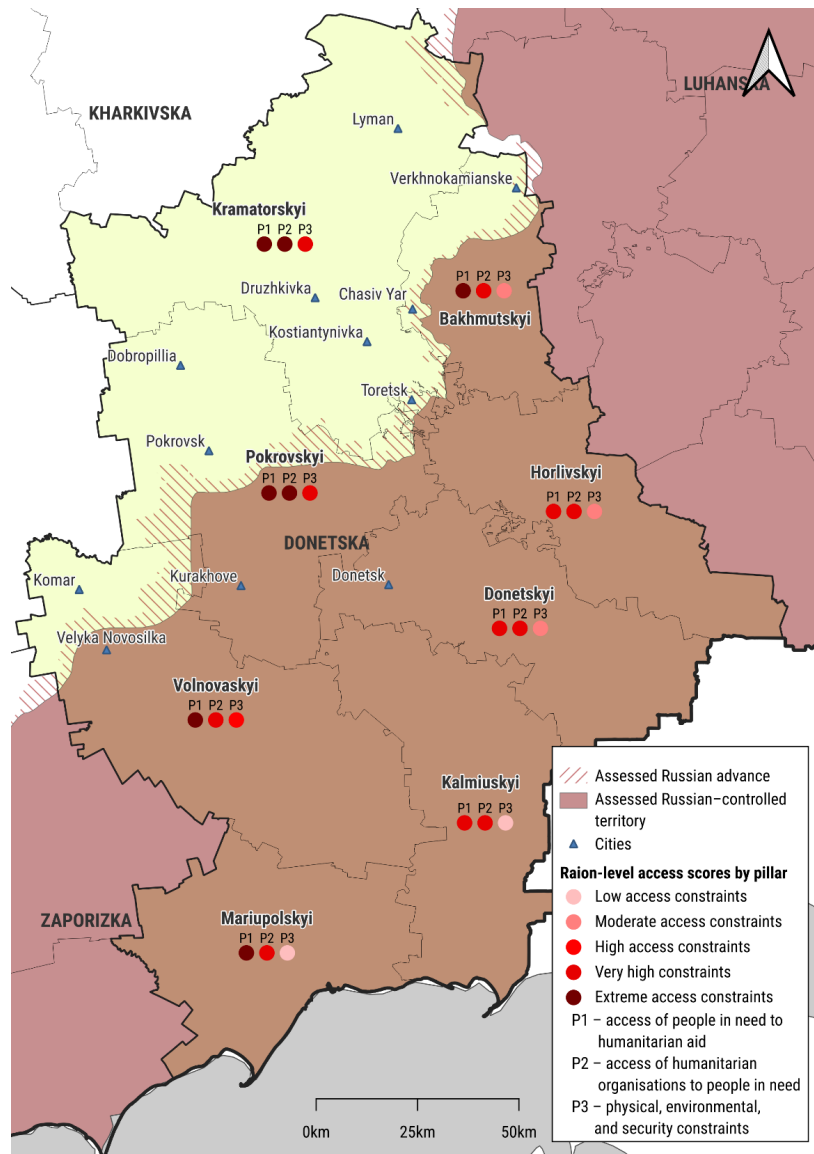 KHARKIVSKA
LUHANSKA
Lyman
Verkhnokamianske
Kramatorskyi
P1 P2 P3
Druzhkivka
Chasiv Yar
P1 P2 P3
Bakhmutskyi
Kostiantynivka
Dobropillia
Toretsk
Pokrovsk
Pokrovskyi
P1 P2 P3
Horlivskyi
P1 P2 P3
DONETSKA
Komar
Kurakhove
Donetsk
Donetskyi
P1 P2 P3
Velyka Novosilka
Volnovaskyi
P1 P2 P3
Kalmiuskyi
P1 P2 P3
ZAPORIZKA
Mariupolskyi
P1 P2 P3
Assessed Russian advance
Assessed Russian–controlled
territory
Cities
Raion-level access scores by pillar
Low access constraints
Moderate access constraints
High access constraints
Very high constraints
Extreme access constraints
P1 – access of people in need to
humanitarian aid
P2 – access of humanitarian
organisations to people in need
P3 – physical, environmental,
and security constraints
0km 25km 50km